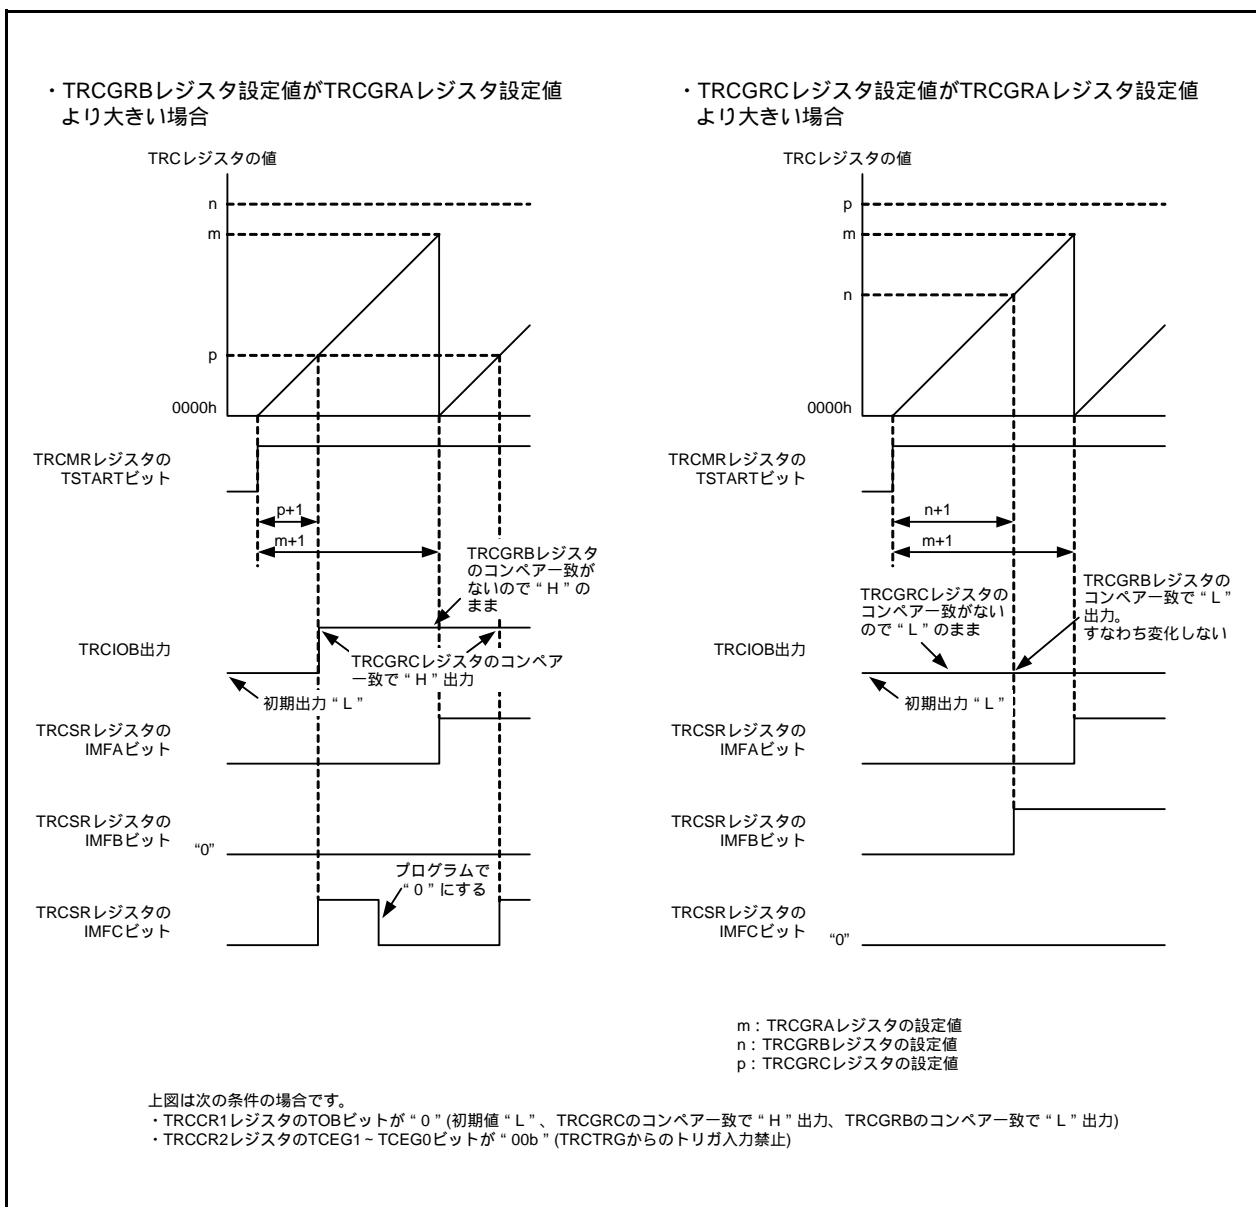 ・TRCGRBレジスタ設定値がTRCGRAレジスタ設定値
より大きい場合
TRCレジスタの値
n
m
p
0000h
TRCMRレジスタの
TSTARTビット
p+1
m+1
TRCGRBレジスタ
のコンペア一致が
ないので“H”の
まま
TRCIOB出力
TRCGRCレジスタのコンペア
一致で“H”出力
初期出力“L”
TRCSRレジスタの
IMFAビット
TRCSRレジスタの
IMFBビット
“0”
プログラムで
“0”にする
TRCSRレジスタの
IMFCビット
・TRCGRCレジスタ設定値がTRCGRAレジスタ設定値
より大きい場合
TRCレジスタの値
p
m
n
0000h
TRCMRレジスタの
TSTARTビット
n+1
m+1
TRCGRCレジスタの
コンペア一致がない
ので“L”のまま
TRCGRBレジスタの
コンペア一致で“L”
出力。
すなわち変化しない
TRCIOB出力
初期出力“L”
TRCSRレジスタの
IMFAビット
TRCSRレジスタの
IMFBビット
TRCSRレジスタの
IMFCビット
“0”
m：TRCGRAレジスタの設定値
n：TRCGRBレジスタの設定値
p：TRCGRCレジスタの設定値
上図は次の条件の場合です。
・TRCCR1レジスタのTOBビットが“0”(初期値“L”、TRCGRCのコンペア一致で“H”出力、TRCGRBのコンペア一致で“L”出力)
・TRCCR2レジスタのTCEG1～TCEG0ビットが“00b”(TRCTRGからのトリガ入力禁止)